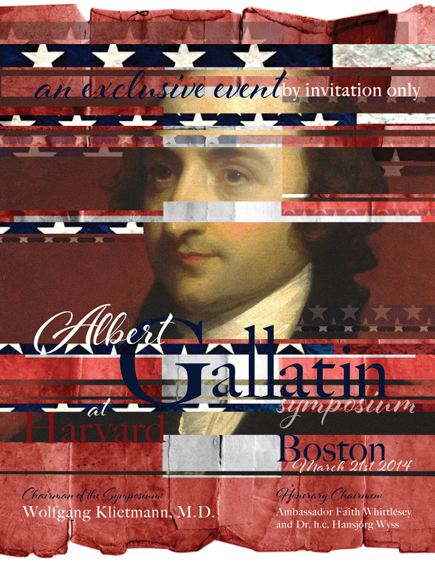 an exclusive event by invitation only
Albert
Gallatin
symposium
at
Harvard
Boston
March 21st 2014
Chairman of the Symposium
Wolfgang Klietmann, M.D.
Honorary Chairmen
Ambassador Faith Whittlesey
and Dr. h.c. Hansjörg Wyss